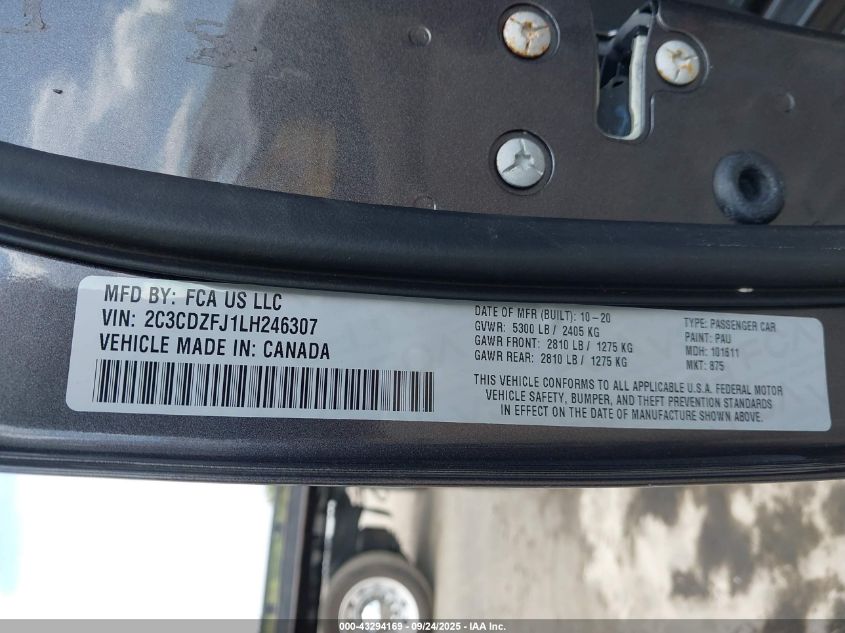 MFD BY: FCA US LLC
VIN: 2C3CDZFJ1LH246307
VEHICLE MADE IN: CANADA
DATE OF MFR (BUILT): 10-20
GVWR: 5300 LB / 2405 KG
GAWR FRONT: 2810 LB / 1275 KG
GAWR REAR: 2810 LB / 1275 KG
TYPE: PASSENGER CAR
PAINT: PAU
MDH: 101611
MKT: 875
THIS VEHICLE CONFORMS TO ALL APPLICABLE U.S.A. FEDERAL MOTOR
VEHICLE SAFETY, BUMPER, AND THEFT PREVENTION STANDARDS
IN EFFECT ON THE DATE OF MANUFACTURE SHOWN ABOVE.
000-43294169 - 09/24/2025 - IAA Inc.